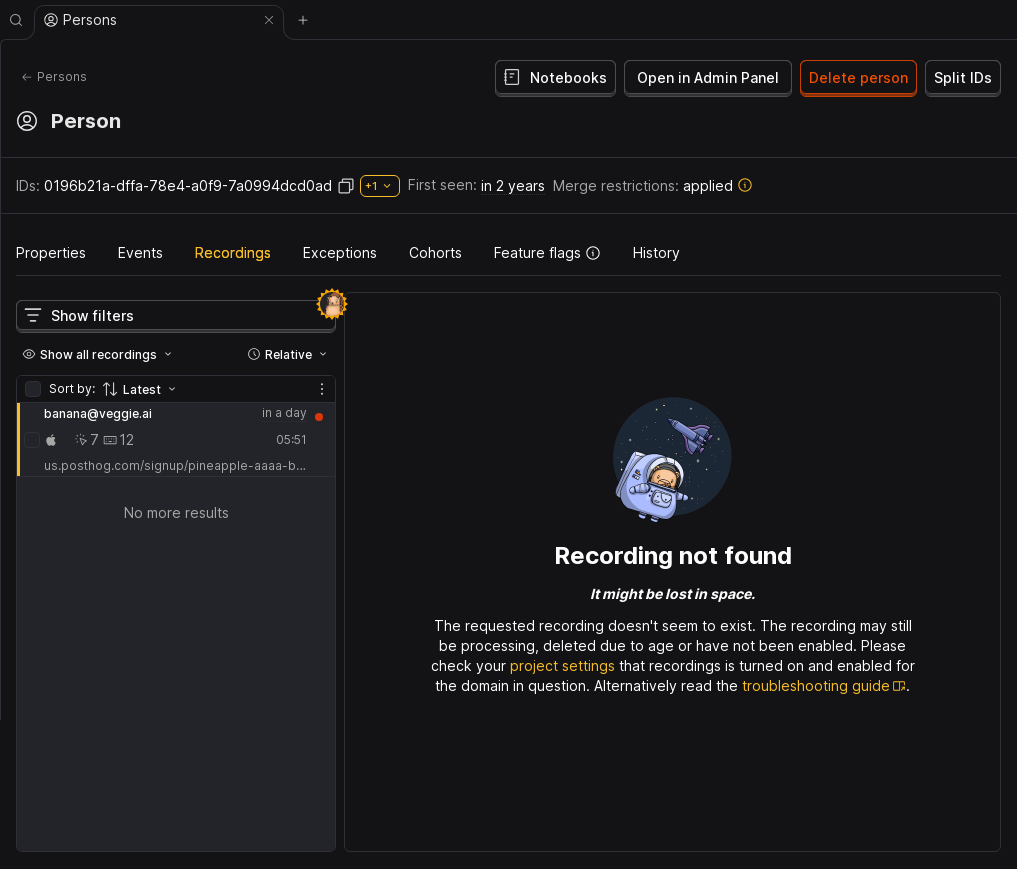 Persons
Persons
Notebooks
Open in Admin Panel
Delete person
Split IDs
Person
IDs: 0196b21a-dffa-78e4-a0f9-7a0994dcd0ad +1 First seen: in 2 years Merge restrictions: applied
Properties Events Recordings Exceptions Cohorts Feature flags History
Show filters
Show all recordings Relative
Sort by: Latest
banana@veggie.ai in a day
7 12 05:51
us.posthog.com/signup/pineapple-aaaa-b...
No more results
Recording not found
It might be lost in space.
The requested recording doesn't seem to exist. The recording may still
be processing, deleted due to age or have not been enabled. Please
check your project settings that recordings is turned on and enabled for
the domain in question. Alternatively read the troubleshooting guide.